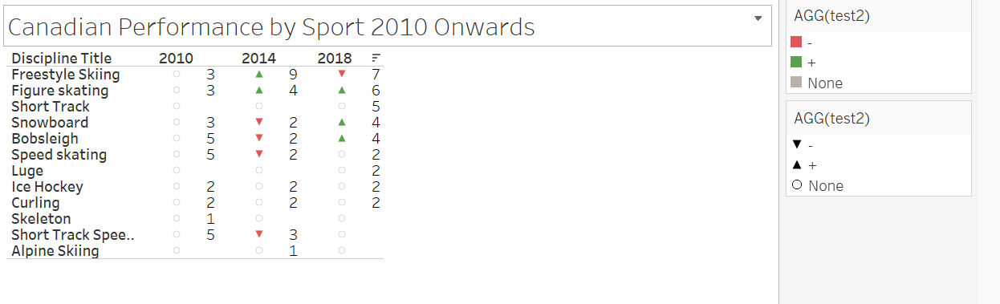 Canadian Performance by Sport 2010 Onwards
Discipline Title 2010 2014 2018
Freestyle Skiing 3 9 7
Figure skating 3 4 6
Short Track 5
Snowboard 3 2 4
Bobsleigh 5 2 4
Speed skating 5 2 2
Luge 2
Ice Hockey 2 2 2
Curling 2 2 2
Skeleton 1
Short Track Spee.. 5 3
Alpine Skiing 1
AGG(test2)
-
+
None
AGG(test2)
-
+
None